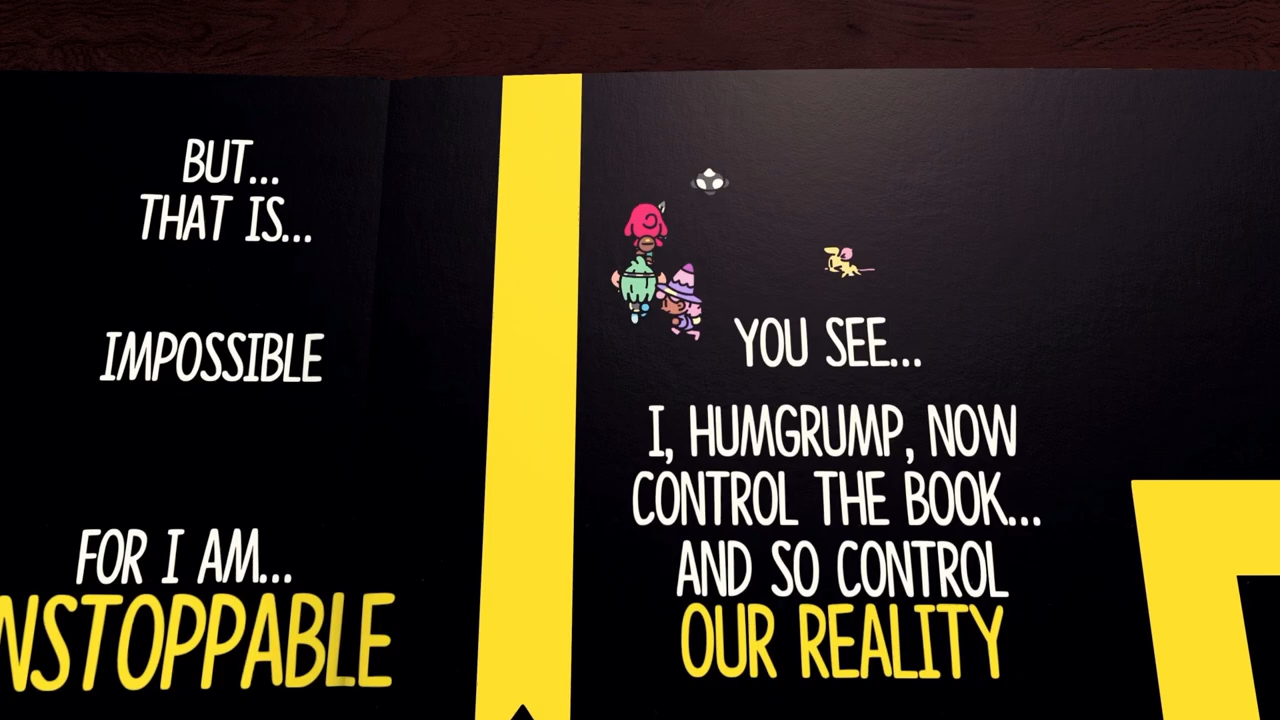 BUT...
THAT IS...
IMPOSSIBLE
FOR I AM...
NSTOPPABLE
YOU SEE...
I, HUMGRUMP, NOW
CONTROL THE BOOK...
AND SO CONTROL
OUR REALITY